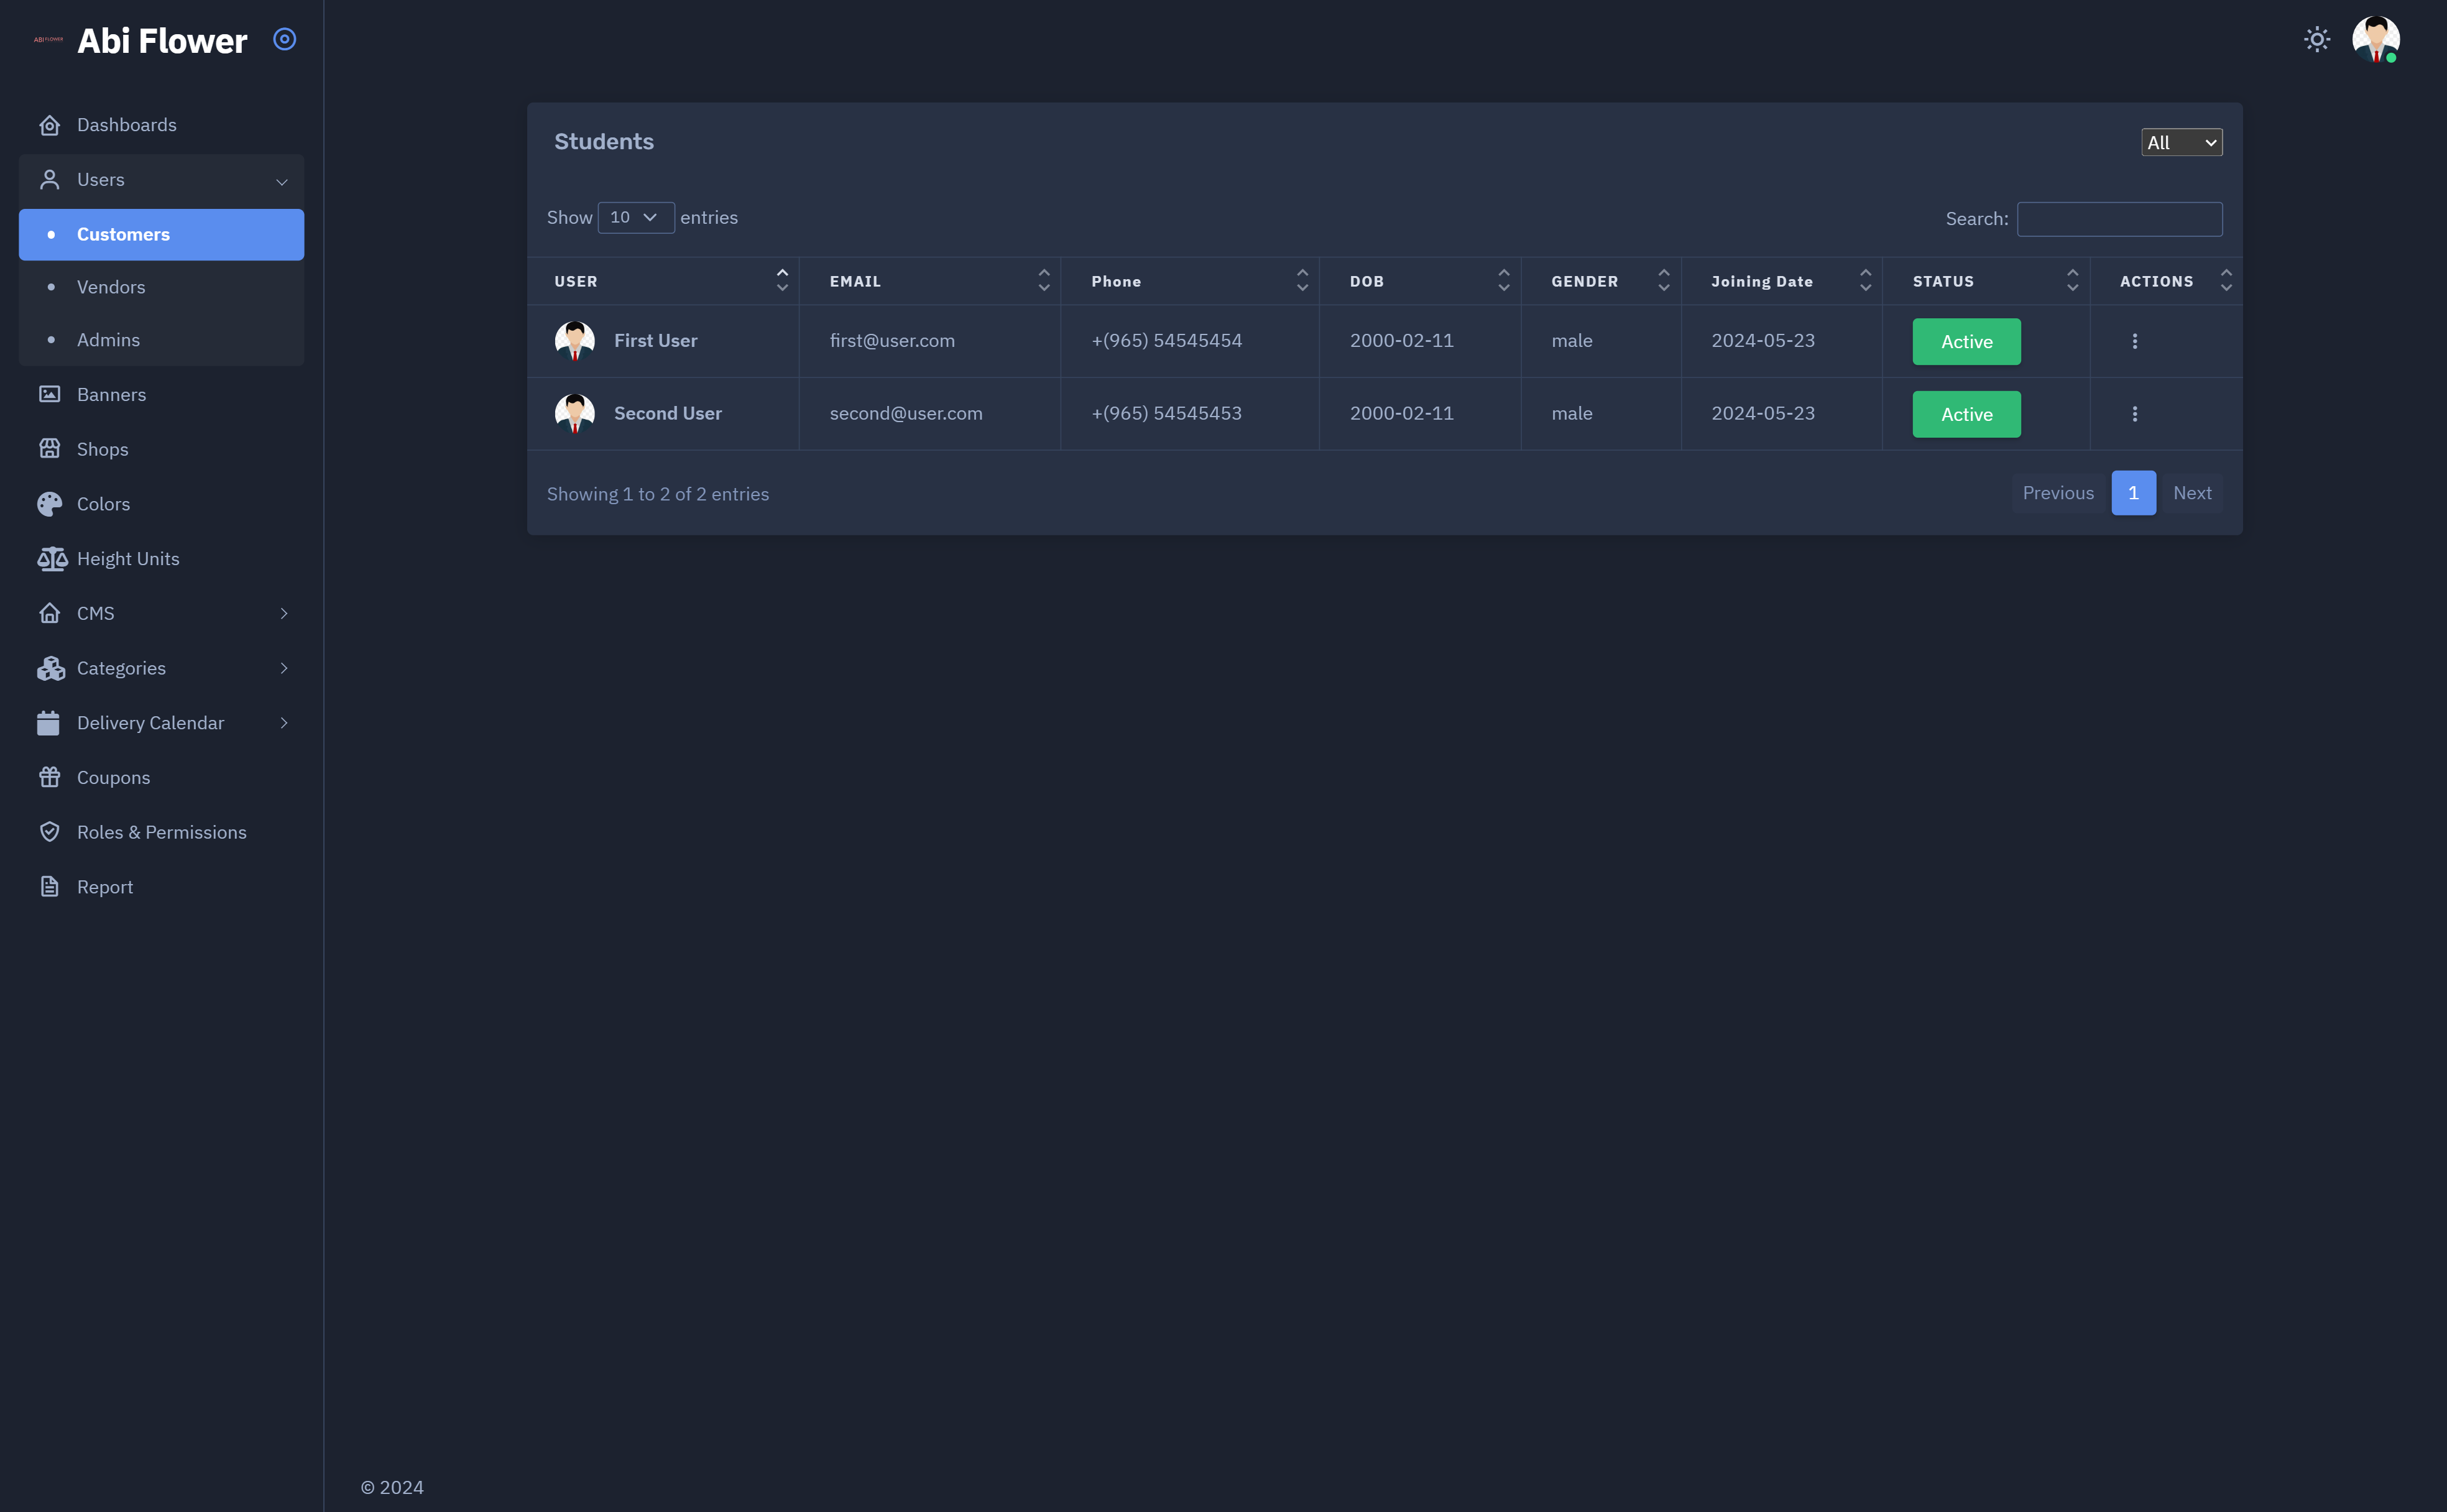 ABI FLOWER Abi Flower
Dashboards
Users
Customers
Vendors
Admins
Banners
Shops
Colors
Height Units
CMS
Categories
Delivery Calendar
Coupons
Roles & Permissions
Report
Students All
Show 10 entries Search:
USER EMAIL Phone DOB GENDER Joining Date STATUS ACTIONS
First User first@user.com +(965) 54545454 2000-02-11 male 2024-05-23 Active
Second User second@user.com +(965) 54545453 2000-02-11 male 2024-05-23 Active
Showing 1 to 2 of 2 entries Previous 1 Next
© 2024